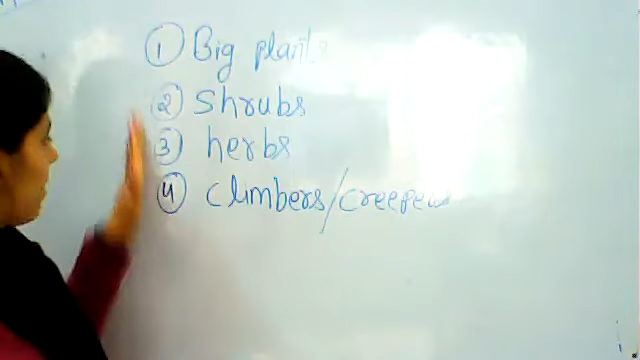 ① Big plants
② Shrubs
③ herbs
④ Climbers/creepers